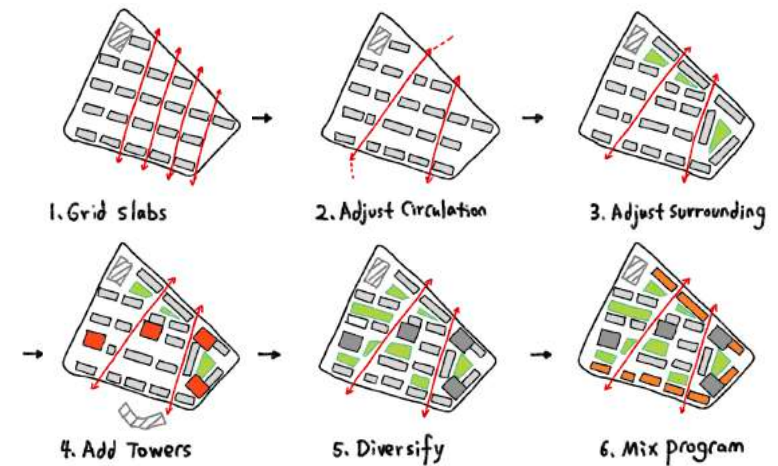 1. Grid slabs
2. Adjust Circulation
3. Adjust Surrounding
4. Add Towers
5. Diversify
6. Mix program